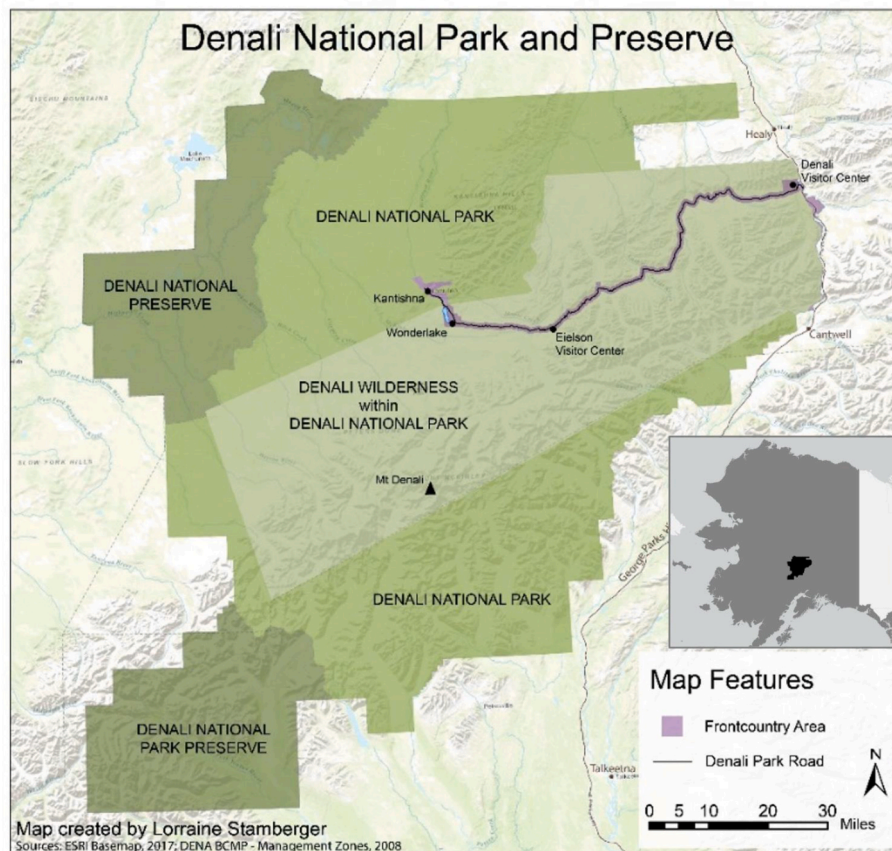 Denali National Park and Preserve
Healy
Denali
Visitor Center
DENALI NATIONAL PARK
DENALI NATIONAL
PRESERVE
Kantishna
Wonderlake
Eielson
Visitor Center
Cantwell
DENALI WILDERNESS
within
DENALI NATIONAL PARK
Mt Denali
George Parks
DENALI NATIONAL PARK
DENALI NATIONAL
PARK PRESERVE
Talkeetna
Map Features
Frontcountry Area
Denali Park Road
N
0 5 10 20 30
Miles
Map created by Lorraine Stamberger
Sources: ESRI Basemap, 2017; DENA BCMP - Management Zones, 2008